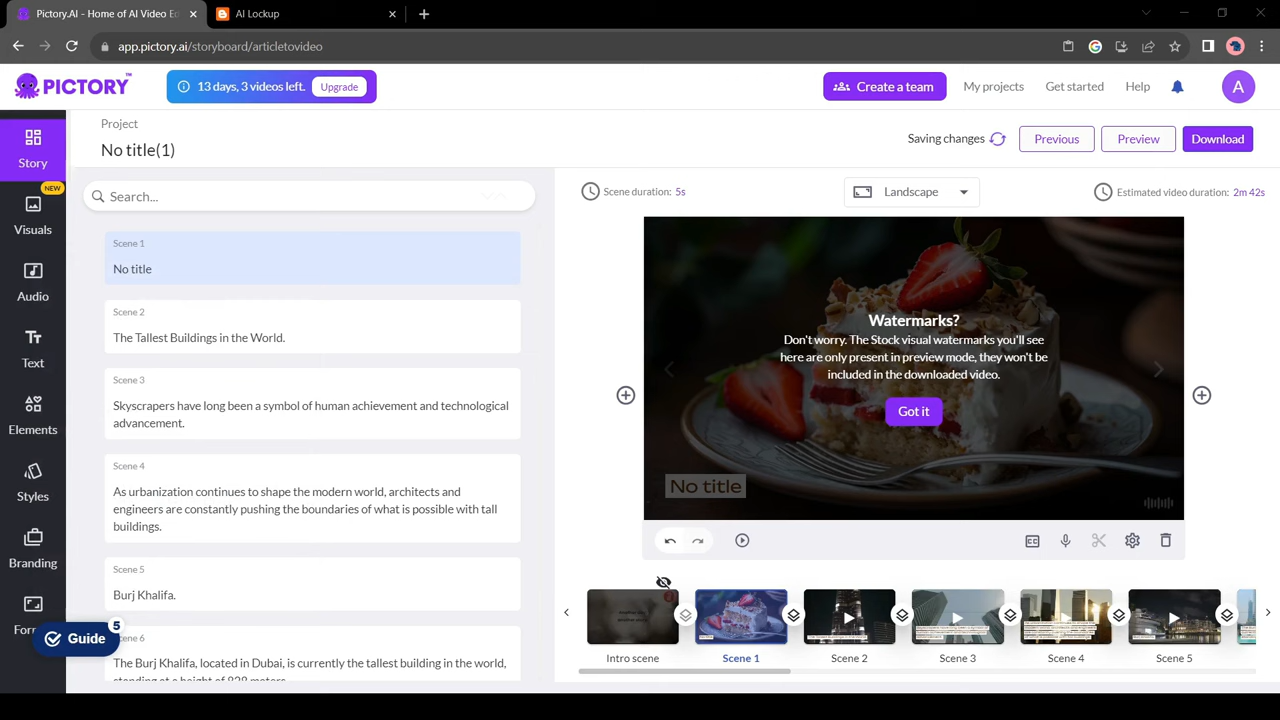 Pictory.AI - Home of AI Video Ed
AI Lockup
app.pictory.ai/storyboard/articletovideo
PICTORY
13 days, 3 videos left.
Upgrade
Create a team
My projects
Get started
Help
A
Project
No title(1)
Saving changes
Previous
Preview
Download
Story
NEW
Visuals
Audio
Text
Elements
Styles
Branding
Guide
5
Search...
Scene 1
No title
Scene 2
The Tallest Buildings in the World.
Scene 3
Skyscrapers have long been a symbol of human achievement and technological
advancement.
Scene 4
As urbanization continues to shape the modern world, architects and
engineers are constantly pushing the boundaries of what is possible with tall
buildings.
Scene 5
Burj Khalifa.
The Burj Khalifa, located in Dubai, is currently the tallest building in the world,
standing at a height of 828 meters.
Scene duration: 5s
Landscape
Estimated video duration: 2m 42s
Watermarks?
Don't worry. The Stock visual watermarks you'll see
here are only present in preview mode, they won't be
included in the downloaded video.
Got it
No title
CC
Intro scene
Scene 1
Scene 2
Scene 3
Scene 4
Scene 5